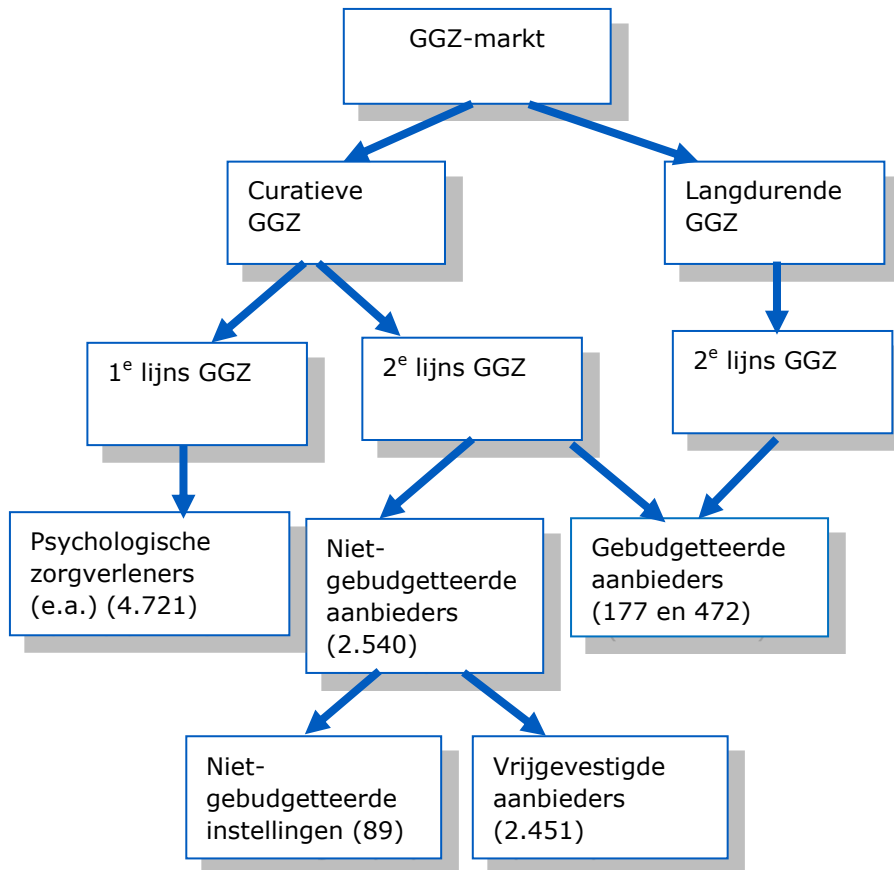 GGZ-markt
Curatieve
GGZ
Langdurende
GGZ
1e lijns GGZ
2e lijns GGZ
2e lijns GGZ
Psychologische
zorgverleners
(e.a.) (4.721)
Niet-
gebudgetteerde
aanbieders
(2.540)
Gebudgetteerde
aanbieders
(177 en 472)
Niet-
gebudgetteerde
instellingen (89)
Vrijgevestigde
aanbieders
(2.451)